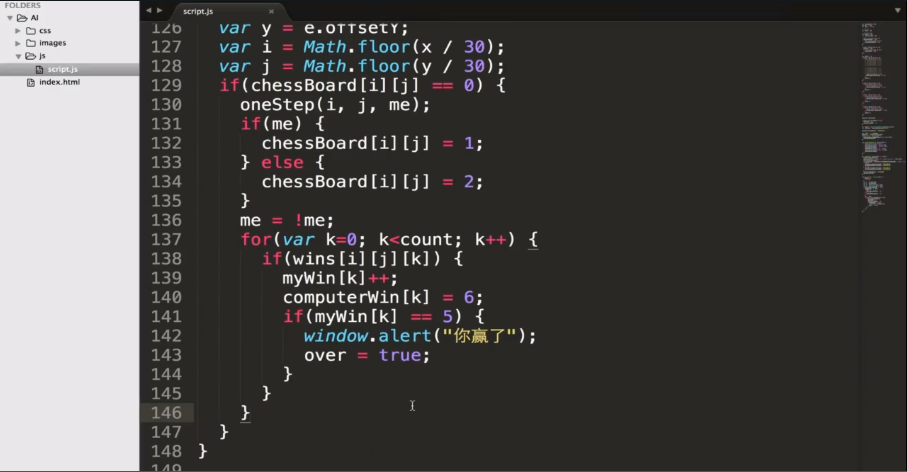 FOLDERS
AI
css
images
js
script.js
index.html
script.js ×
126 var y = e.offsetY;
127 var i = Math.floor(x / 30);
128 var j = Math.floor(y / 30);
129 if(chessBoard[i][j] == 0) {
130 oneStep(i, j, me);
131 if(me) {
132 chessBoard[i][j] = 1;
133 } else {
134 chessBoard[i][j] = 2;
135 }
136 me = !me;
137 for(var k=0; k<count; k++) {
138 if(wins[i][j][k]) {
139 myWin[k]++;
140 computerWin[k] = 6;
141 if(myWin[k] == 5) {
142 window.alert("你赢了");
143 over = true;
144 }
145 }
146 }
147 }
148 }
149